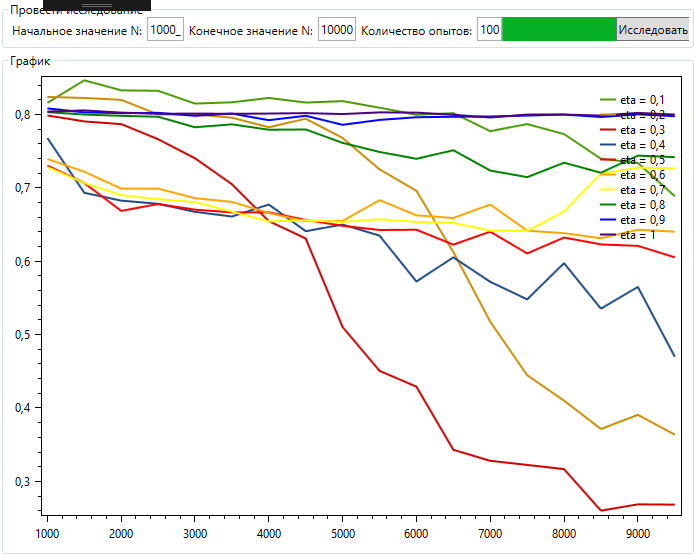 Провести исследование
Начальное значение N: 1000_ Конечное значение N: 10000 Количество опытов: 100 Исследовать
График
0,8
0,7
0,6
0,5
0,4
0,3
1000 2000 3000 4000 5000 6000 7000 8000 9000
eta = 0,1
eta = 0,2
eta = 0,3
eta = 0,4
eta = 0,5
eta = 0,6
eta = 0,7
eta = 0,8
eta = 0,9
eta = 1